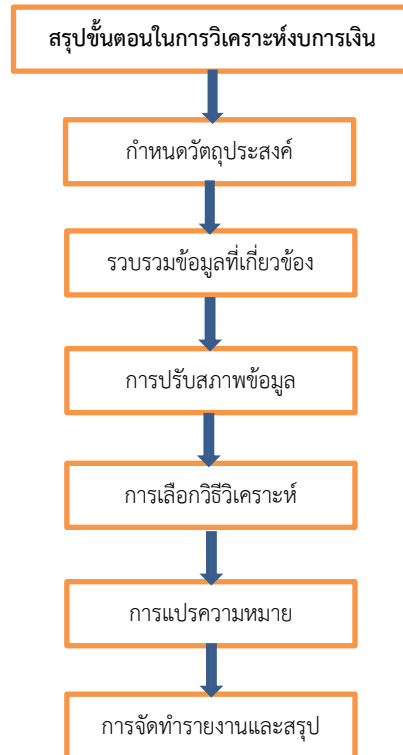 สรุปขั้นตอนในการวิเคราะห์งบการเงิน
กำหนดวัตถุประสงค์
รวบรวมข้อมูลที่เกี่ยวข้อง
การปรับสภาพข้อมูล
การเลือกวิธีวิเคราะห์
การแปรความหมาย
การจัดทำรายงานและสรุป